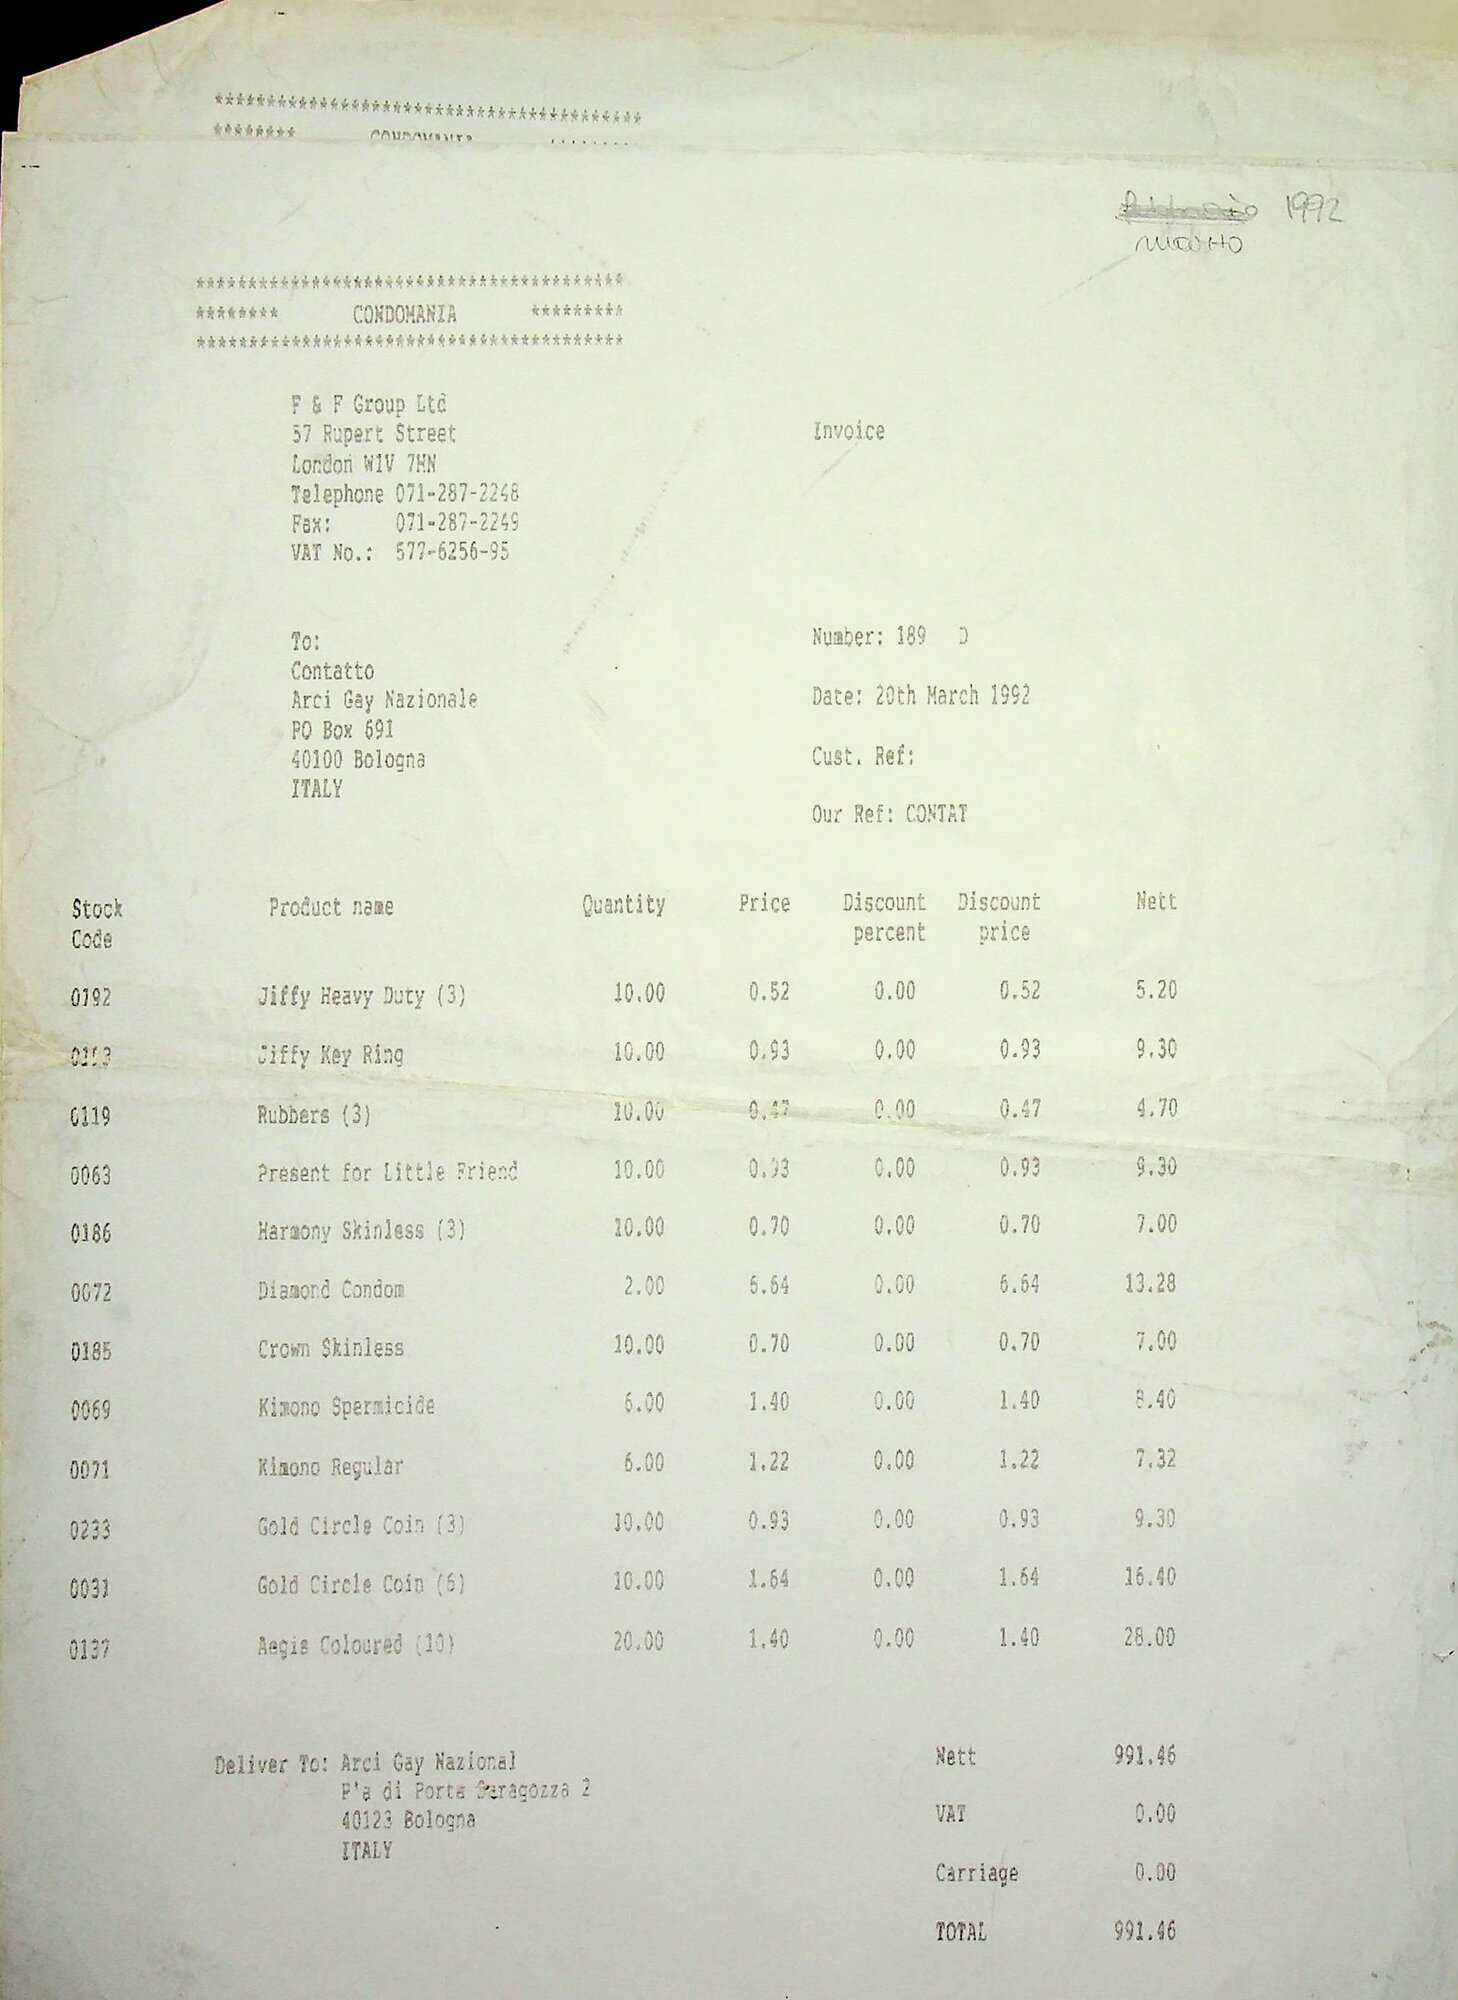 ****************************************
******** CONDOMANIA
1992
****************************************
******** CONDOMANIA *********
****************************************
F & F Group Ltd
57 Rupert Street
London W1V 7HN
Telephone 071-287-2248
Fax: 071-287-2249
VAT No.: 577-6256-95
Invoice
To:
Contatto
Arci Gay Nazionale
PO Box 691
40100 Bologna
ITALY
Number: 189 D
Date: 20th March 1992
Cust. Ref:
Our Ref: CONTAT
Stock Product name Quantity Price Discount Discount Nett
Code percent price
0192 Jiffy Heavy Duty (3) 10.00 0.52 0.00 0.52 5.20
0193 Jiffy Key Ring 10.00 0.93 0.00 0.93 9.30
0119 Rubbers (3) 10.00 0.47 0.00 0.47 4.70
0063 Present for Little Friend 10.00 0.93 0.00 0.93 9.30
0186 Harmony Skinless (3) 10.00 0.70 0.00 0.70 7.00
0072 Diamond Condom 2.00 6.64 0.00 6.64 13.28
0185 Crown Skinless 10.00 0.70 0.00 0.70 7.00
0069 Kimono Spermicide 6.00 1.40 0.00 1.40 8.40
0071 Kimono Regular 6.00 1.22 0.00 1.22 7.32
0233 Gold Circle Coin (3) 10.00 0.93 0.00 0.93 9.30
0031 Gold Circle Coin (6) 10.00 1.64 0.00 1.64 16.40
0137 Aegis Coloured (10) 20.00 1.40 0.00 1.40 28.00
Deliver To: Arci Gay Nazional
P'a di Porta Saragozza 2
40123 Bologna
ITALY
Nett 991.46
VAT 0.00
Carriage 0.00
TOTAL 991.46